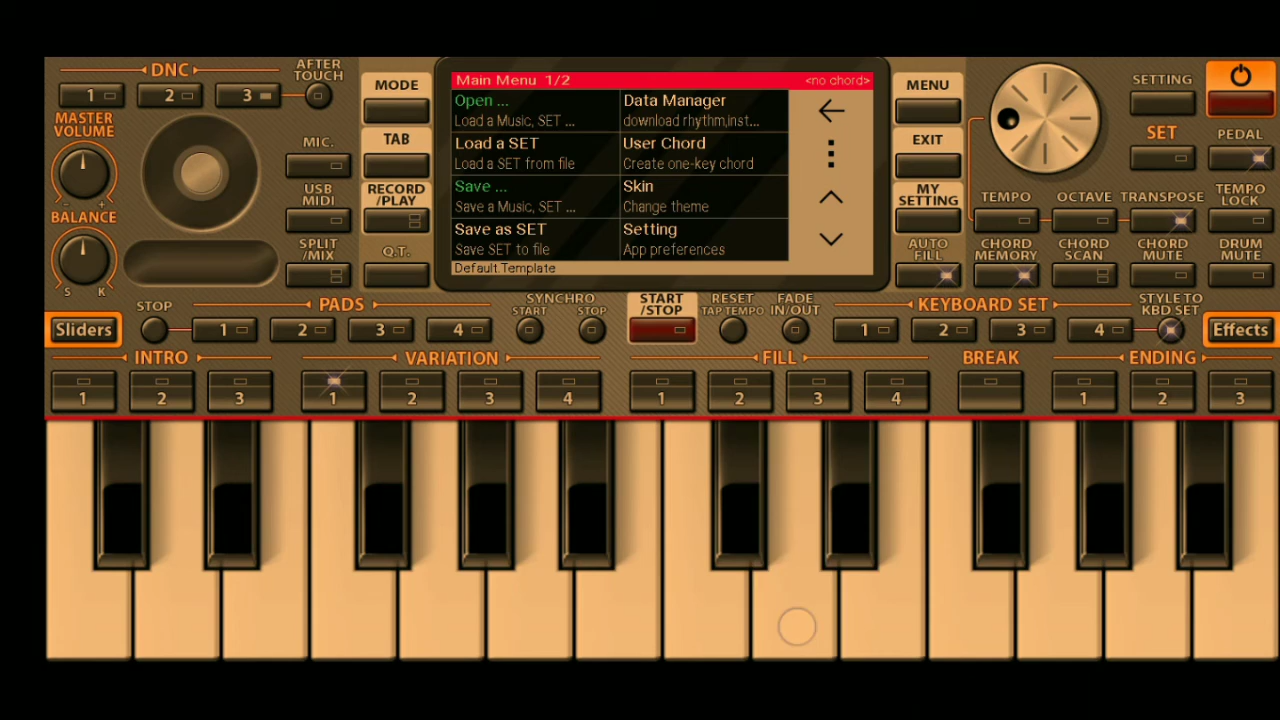 DNC
1
2
3
AFTER
TOUCH
MASTER
VOLUME
- +
BALANCE
S K
MIC.
USB
MIDI
SPLIT
/MIX
MODE
TAB
RECORD
/PLAY
Q.T.
Main Menu 1/2 <no chord>
Open ...
Load a Music, SET ...
Data Manager
download rhythm,inst...
Load a SET
Load a SET from file
User Chord
Create one-key chord
Save ...
Save a Music, SET ...
Skin
Change theme
Save as SET
Save SET to file
Setting
App preferences
Default.Template
MENU
EXIT
MY
SETTING
AUTO
FILL
SETTING
SET
PEDAL
TEMPO
OCTAVE
TRANSPOSE
TEMPO
LOCK
CHORD
MEMORY
CHORD
SCAN
CHORD
MUTE
DRUM
MUTE
Sliders
STOP
PADS
1
2
3
4
SYNCHRO
START
STOP
START
/STOP
RESET
TAP TEMPO
FADE
IN/OUT
KEYBOARD SET
1
2
3
4
STYLE TO
KBD SET
Effects
INTRO
1
2
3
VARIATION
1
2
3
4
FILL
1
2
3
4
BREAK
ENDING
1
2
3